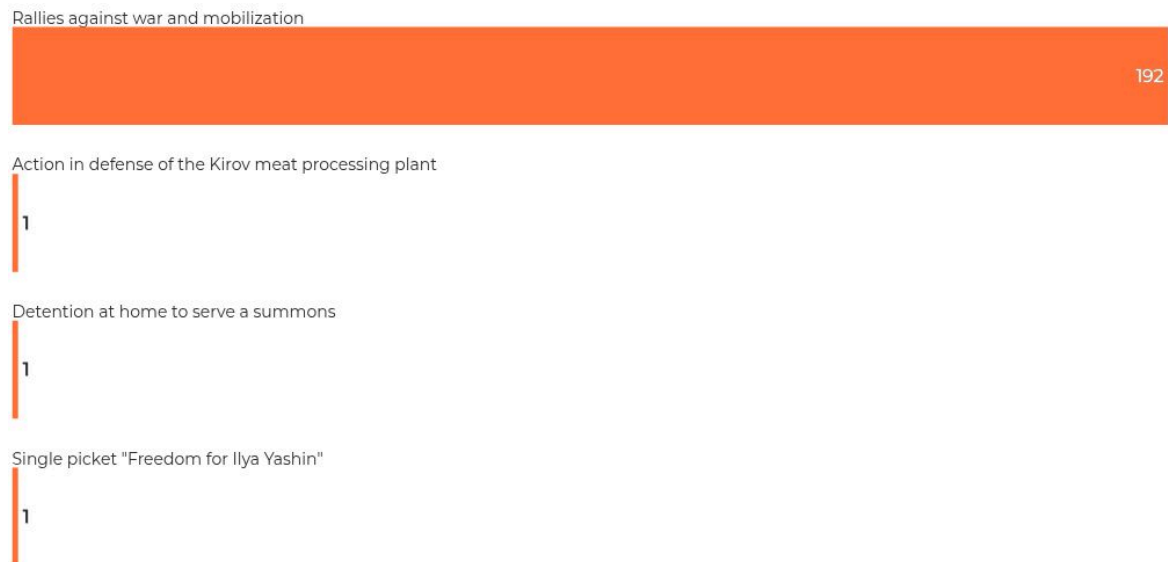 Rallies against war and mobilization
192
Action in defense of the Kirov meat processing plant
1
Detention at home to serve a summons
1
Single picket "Freedom for Ilya Yashin"
1